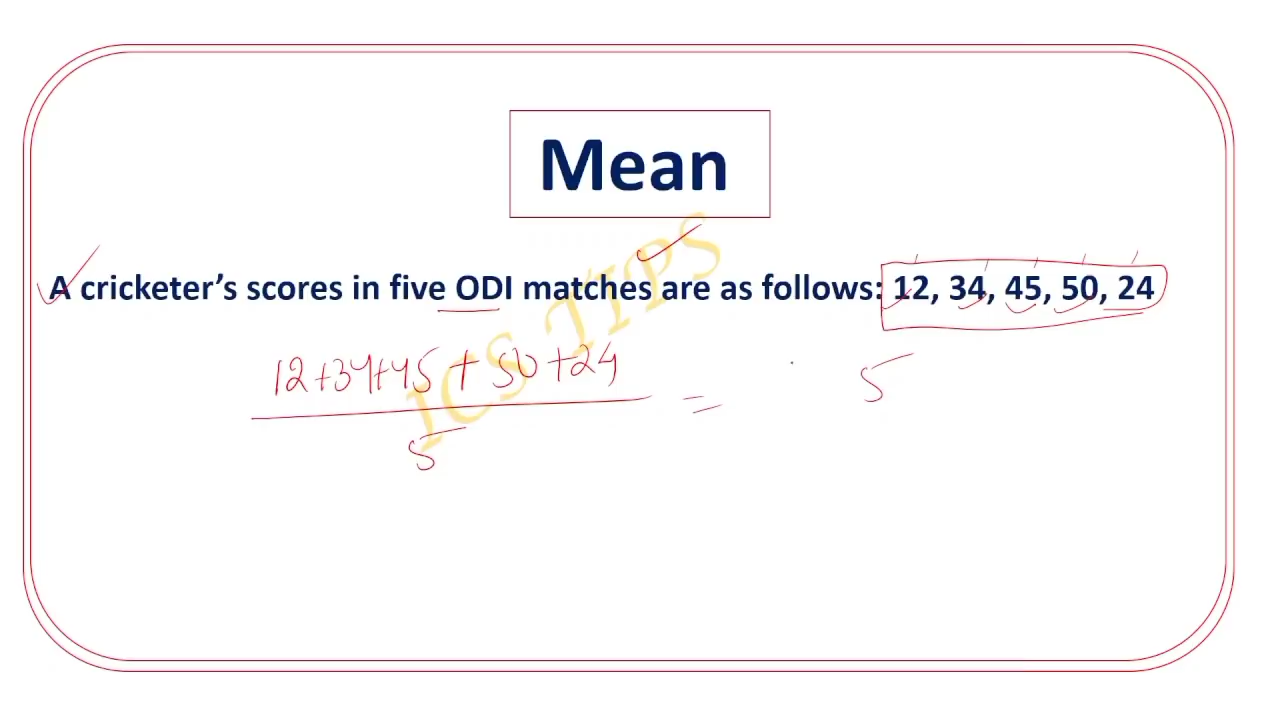 Mean
A cricketer’s scores in five ODI matches are as follows: 12, 34, 45, 50, 24
ICS TIPS
12+34+45 + 50 +24
5
=
5